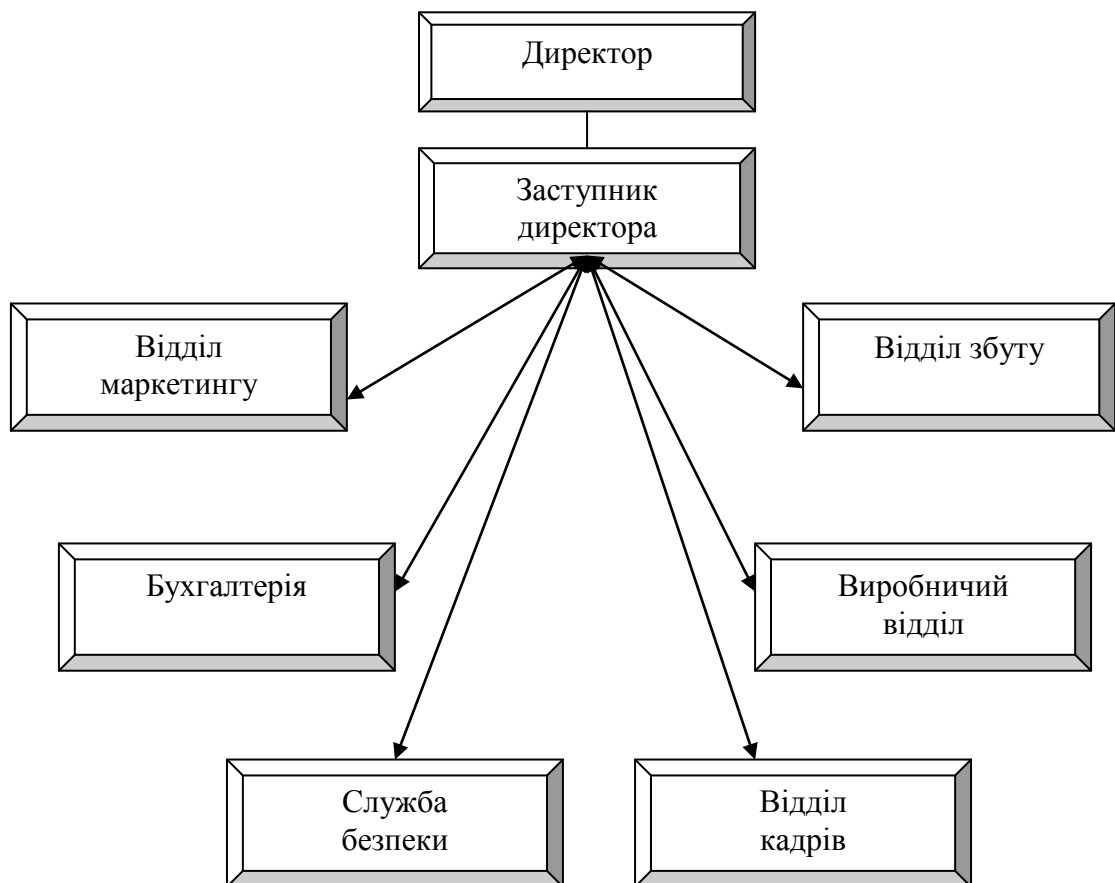 Директор
Заступник
директора
Відділ
маркетингу
Відділ збуту
Бухгалтерія
Виробничий
відділ
Служба
безпеки
Відділ
кадрів